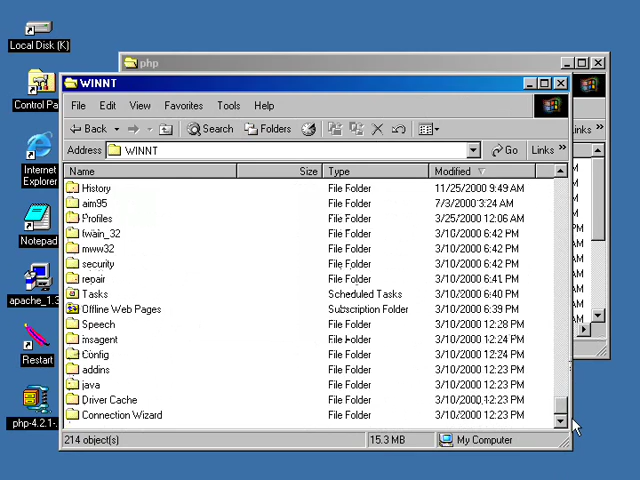 Local Disk (K)
php
WINNT
File Edit View Favorites Tools Help
Back Search Folders
Address WINNT Go Links »
Name Size Type Modified
History File Folder 11/25/2000 9:49 AM
aim95 File Folder 7/3/2000 3:24 AM
Profiles File Folder 3/25/2000 12:06 AM
twain_32 File Folder 3/10/2000 6:42 PM
mww32 File Folder 3/10/2000 6:42 PM
security File Folder 3/10/2000 6:42 PM
repair File Folder 3/10/2000 6:41 PM
Tasks Scheduled Tasks 3/10/2000 6:40 PM
Offline Web Pages Subscription Folder 3/10/2000 6:39 PM
Speech File Folder 3/10/2000 12:28 PM
msagent File Folder 3/10/2000 12:24 PM
Config File Folder 3/10/2000 12:24 PM
addins File Folder 3/10/2000 12:23 PM
java File Folder 3/10/2000 12:23 PM
Driver Cache File Folder 3/10/2000 12:23 PM
Connection Wizard File Folder 3/10/2000 12:23 PM
214 object(s) 15.3 MB My Computer
Control Pa
Internet
Explorer
Notepad
apache_1.3
Restart
php-4.2.1-.
inks »
M
M
M
M
PM
AM
AM
AM
AM
AM
AM